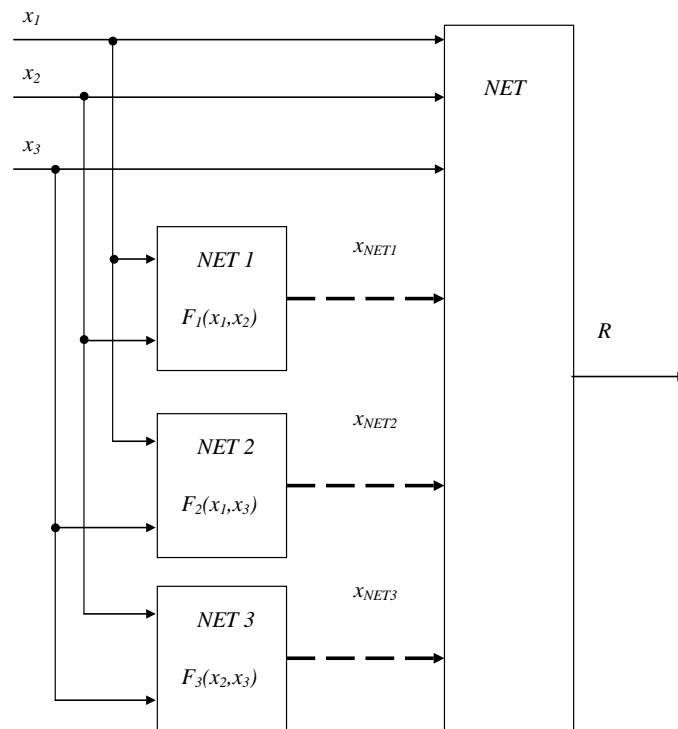 x1
x2
NET
x3
NET 1
xNET1
F1(x1,x2)
R
NET 2
xNET2
F2(x1,x3)
NET 3
xNET3
F3(x2,x3)